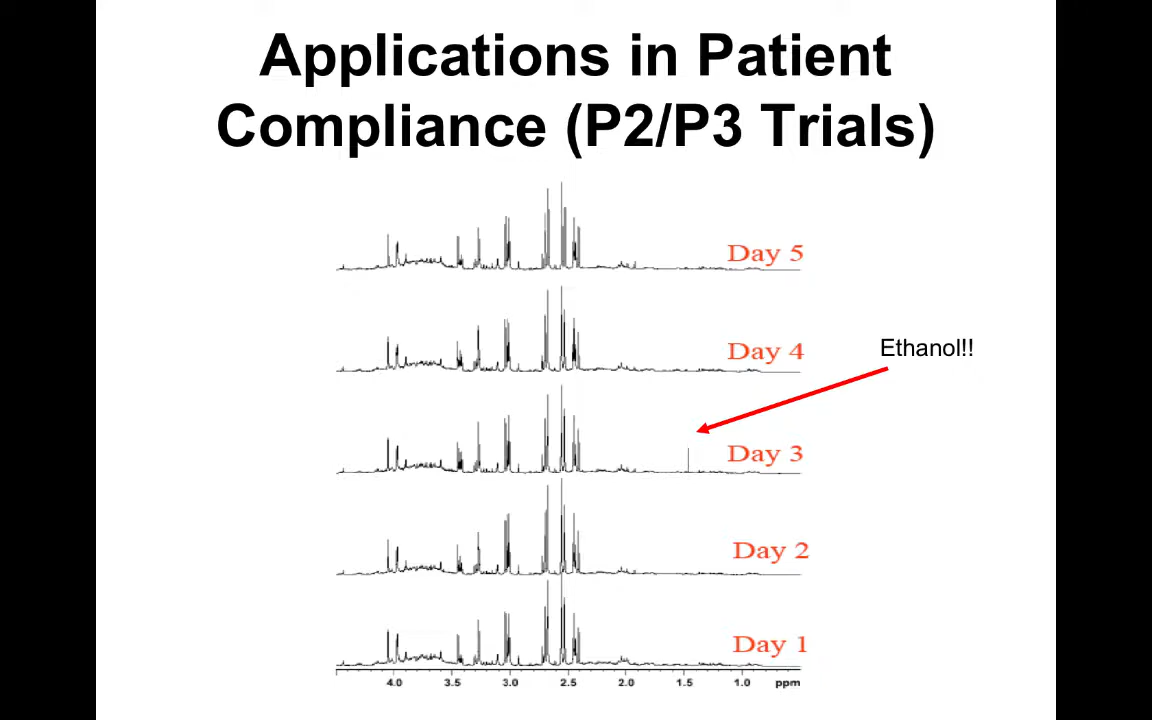 Applications in Patient
Compliance (P2/P3 Trials)
Day 5
Ethanol!!
Day 4
Day 3
Day 2
Day 1
4.0 3.5 3.0 2.5 2.0 1.5 1.0 ppm